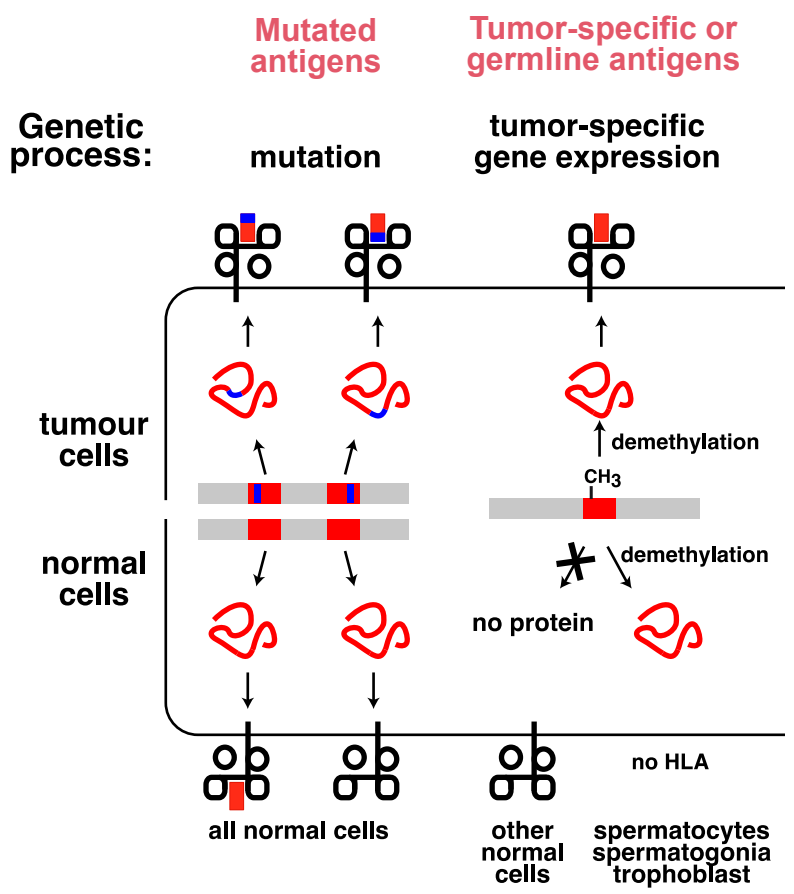 Mutated
antigens
Tumor-specific or
germline antigens
Genetic
process:
mutation
tumor-specific
gene expression
tumour
cells
demethylation
CH3
normal
cells
demethylation
no protein
no HLA
all normal cells
other
normal
cells
spermatocytes
spermatogonia
trophoblast